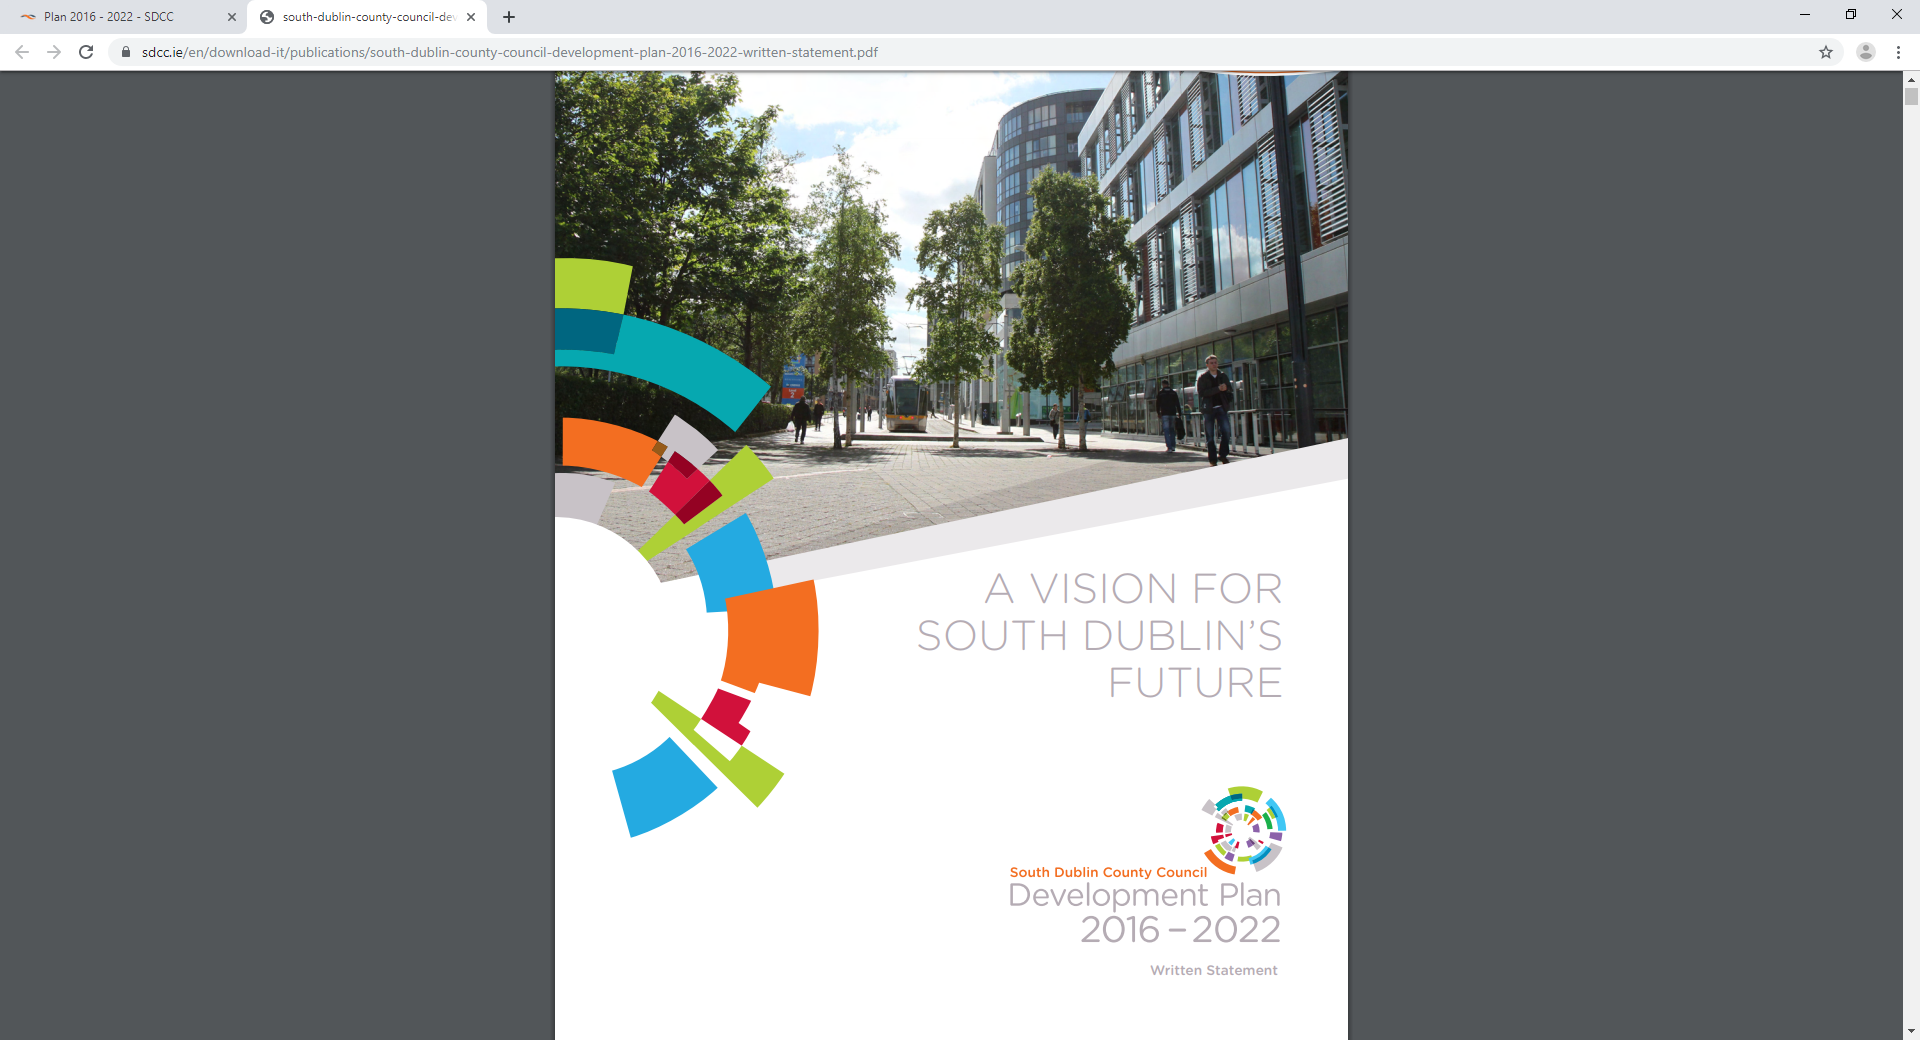 Plan 2016 - 2022 - SDCC
south-dublin-county-council-dev
sdcc.ie/en/download-it/publications/south-dublin-county-council-development-plan-2016-2022-written-statement.pdf
A VISION FOR
SOUTH DUBLIN’S
FUTURE
South Dublin County Council
Development Plan
2016 – 2022
Written Statement